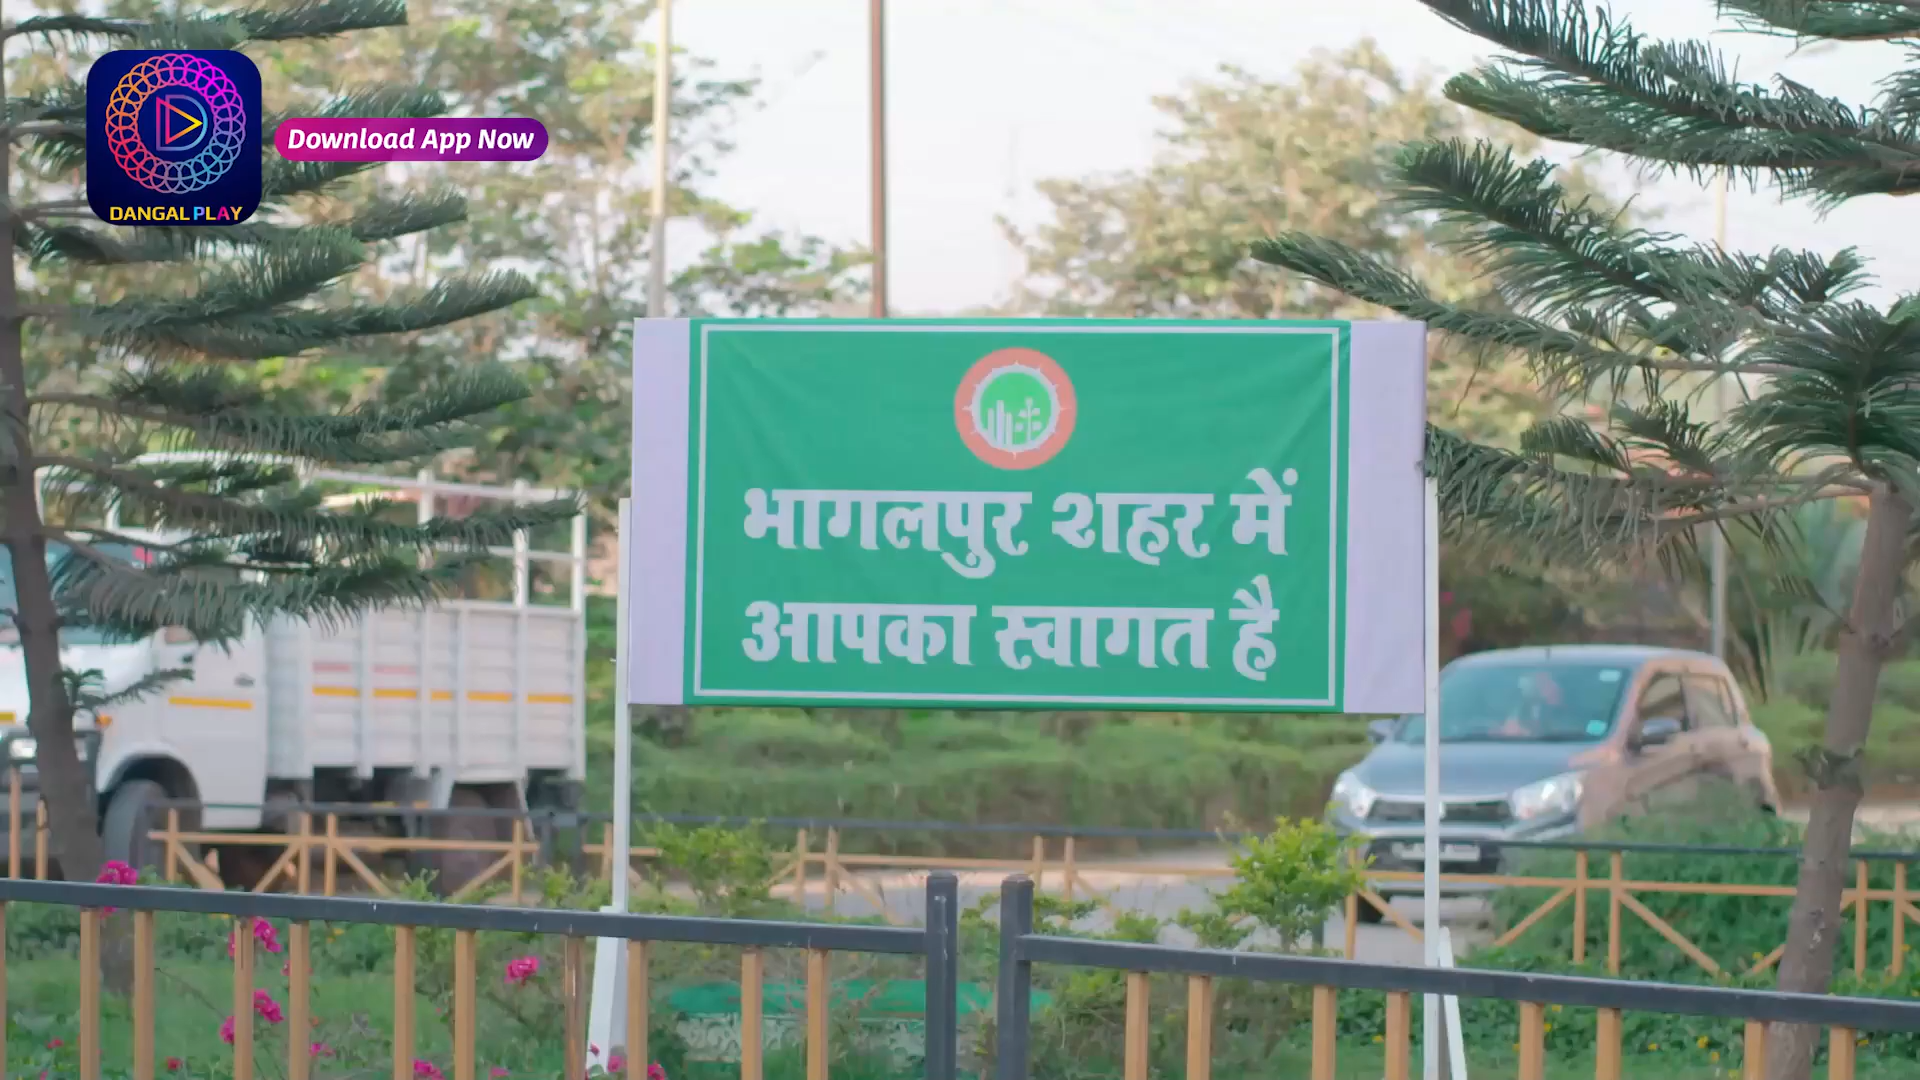 Download App Now
DANGAL PLAY
भागलपुर शहर में
आपका स्वागत है